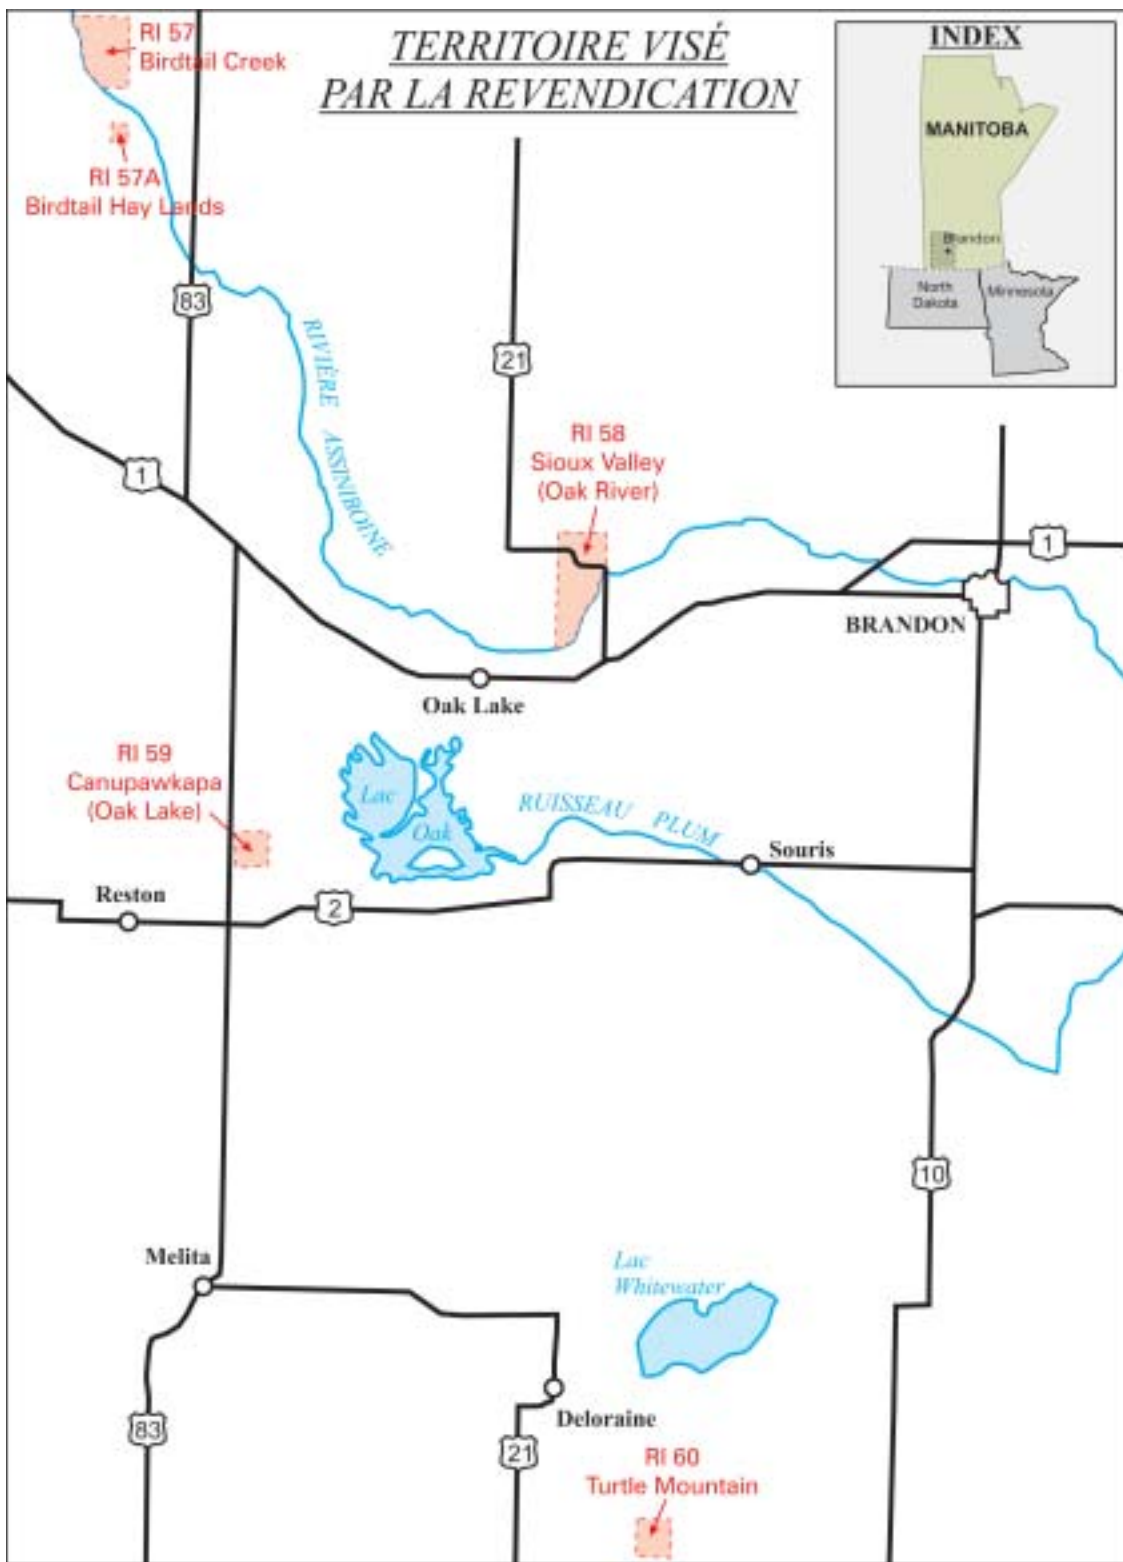 TERRITOIRE VISÉ
PAR LA REVENDICATION
INDEX
MANITOBA
Brandon
North
Dakota
Minnesota
RI 57
Birdtail Creek
RI 57A
Birdtail Hay Lands
83
21
RIVIÈRE ASSINIBOINE
1
RI 58
Sioux Valley
(Oak River)
1
BRANDON
Oak Lake
RI 59
Canupawkapa
(Oak Lake)
Lac
Oak
RUISSEAU PLUM
Souris
Reston
2
10
Melita
Lac
Whitewater
Deloraine
83
21
RI 60
Turtle Mountain